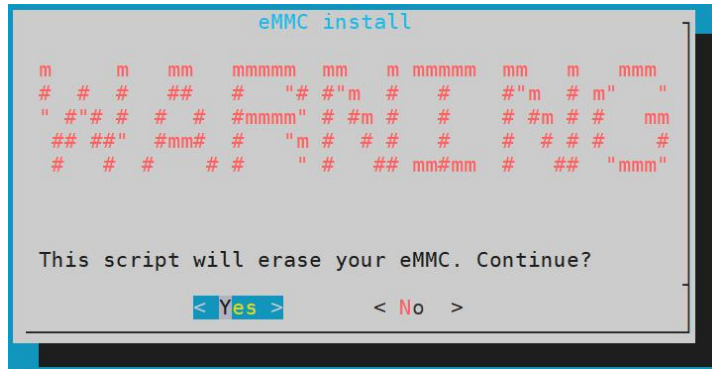 eMMC install
WARNING
This script will erase your eMMC. Continue?
< Yes > < No >